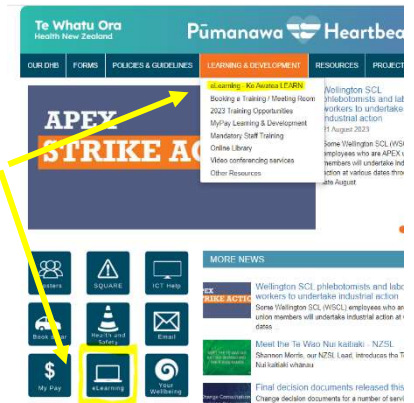 Te Whatu Ora
Health New Zealand
Pūmanawa Heartbea
OUR DHB FORMS POLICIES & GUIDELINES LEARNING & DEVELOPMENT RESOURCES PROJECT
eLearning - Ko Awatea LEARN
Booking a Training / Meeting Room
2023 Training Opportunities
MyPay Learning & Development
Mandatory Staff Training
Online Library
Video conferencing services
Other Resources
APEX
STRIKE AC
Wellington SCL
phlebotomists and lab
workers to undertake
industrial action
August 2023
Some Wellington SCL (WS
employees who are APEX u
members will undertake ind
action at various dates thro
late August
MORE NEWS
SQUARE
ICT Help
Book a car
Health and
Safety
Email
My Pay
eLearning
Your
Wellbeing
Wellington SCL phlebotomists and labo
workers to undertake industrial action
Some Wellington SCL (WSCL) employees who are
union members will undertake industrial action at
dates
Meet the Te Wao Nui kaitiaki - NZSL
Shannon Morris, our NZSL Lead, introduces the T
Nui kaitiaki whānau
Final decision documents released this
Change decision documents for a number of servi